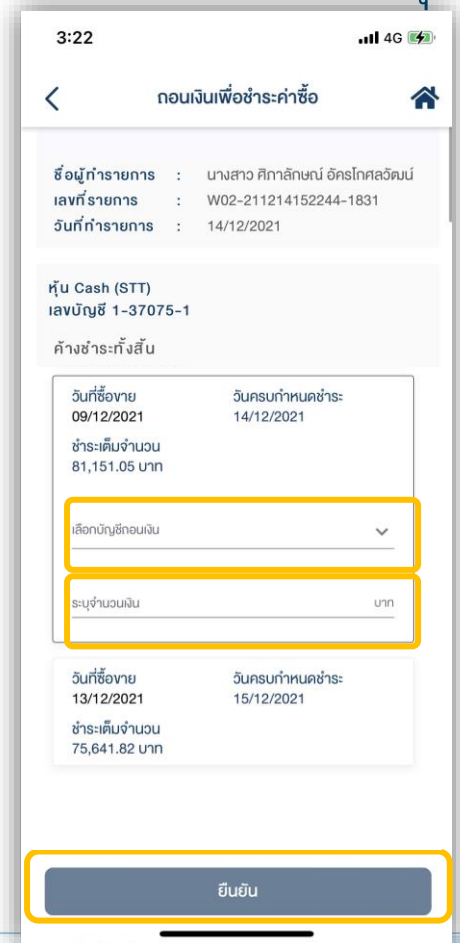 3:22 4G
ถอนเงินเพื่อชำระค่าซื้อ
ชื่อผู้ทำรายการ : นางสาว ศิภาลักษณ์ อัครโกศลวัฒน์
เลขที่รายการ : W02-211214152244-1831
วันที่ทำรายการ : 14/12/2021
หุ้น Cash (STT)
เลขบัญชี 1-37075-1
ค้างชำระทั้งสิ้น
วันที่ซื้อขาย วันครบกำหนดชำระ
09/12/2021 14/12/2021
ชำระเต็มจำนวน
81,151.05 บาท
เลือกบัญชีถอนเงิน
ระบุจำนวนเงิน บาท
วันที่ซื้อขาย วันครบกำหนดชำระ
13/12/2021 15/12/2021
ชำระเต็มจำนวน
75,641.82 บาท
ยืนยัน